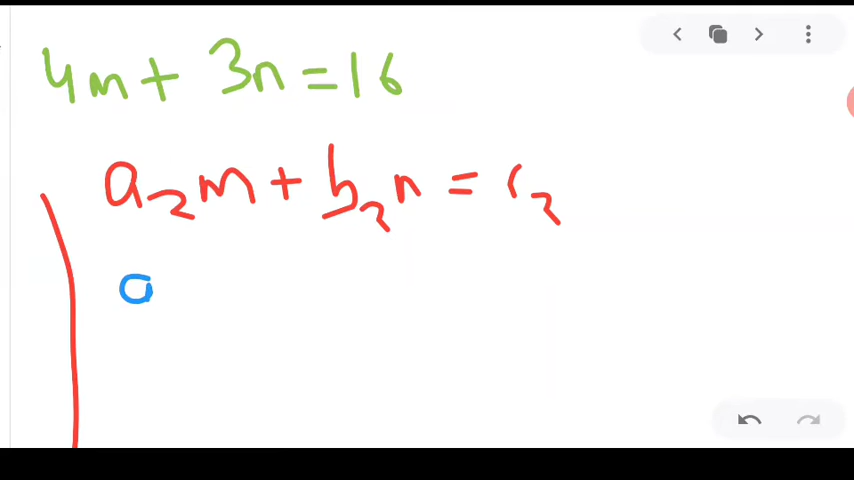 4m + 3n = 16
a₂m + b₂n = c₂
a